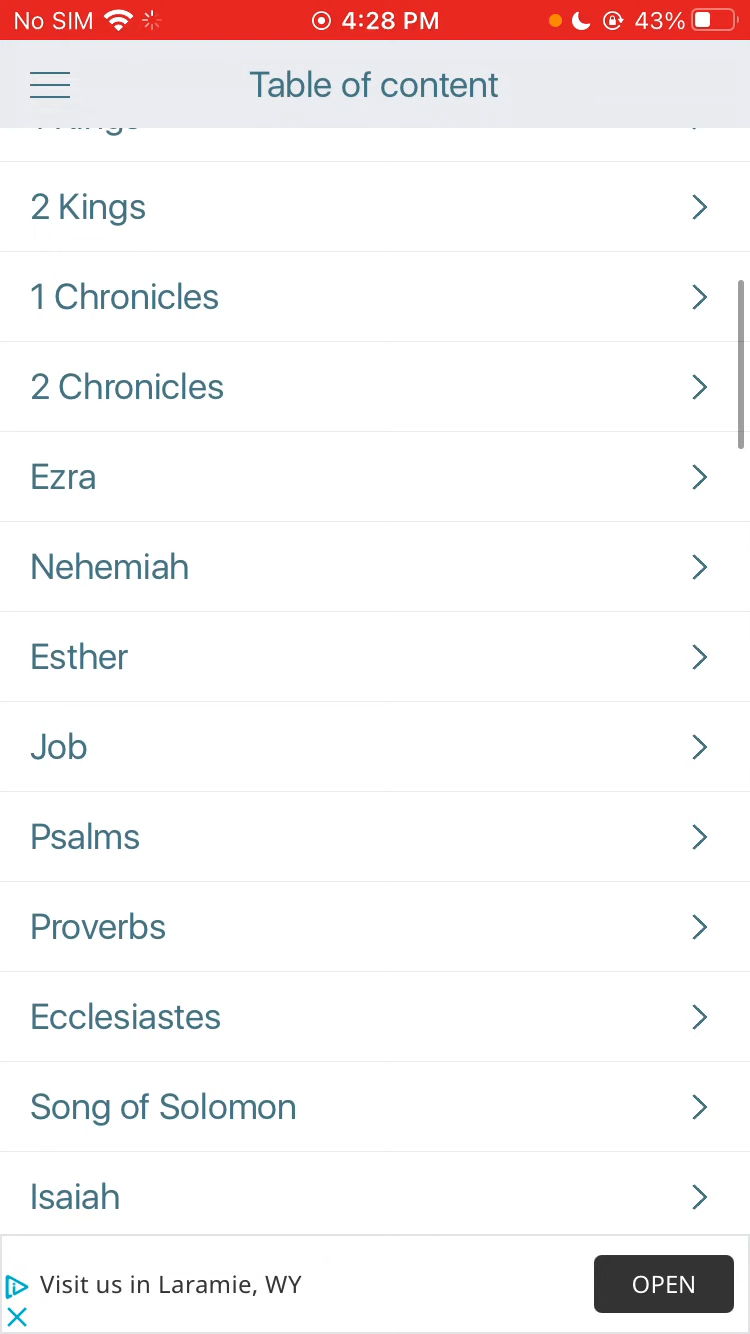 No SIM 4:28 PM 43%
Table of content
2 Kings
1 Chronicles
2 Chronicles
Ezra
Nehemiah
Esther
Job
Psalms
Proverbs
Ecclesiastes
Song of Solomon
Isaiah
Visit us in Laramie, WY
OPEN